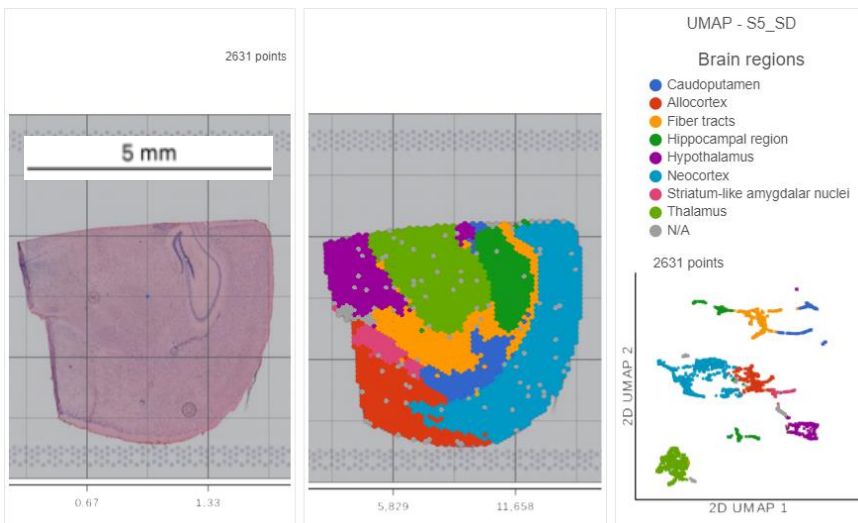 2631 points
5 mm
0.67
1.33
5,829
11,658
UMAP - S5_SD
Brain regions
Caudoputamen
Allocortex
Fiber tracts
Hippocampal region
Hypothalamus
Neocortex
Striatum-like amygdalar nuclei
Thalamus
N/A
2631 points
2D UMAP 2
2D UMAP 1